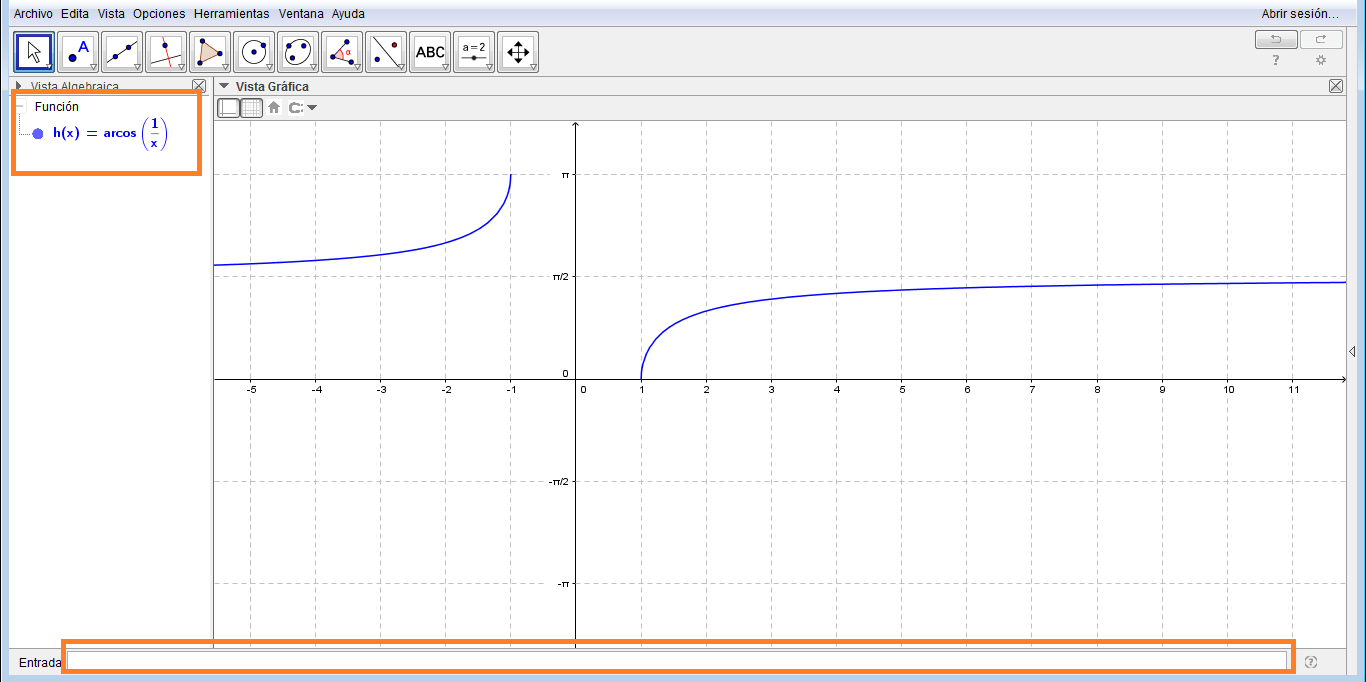 Archivo Edita Vista Opciones Herramientas Ventana Ayuda Abrir sesión...
A α ABC a=2 ?
Vista Algebraica Vista Gráfica
Función
h(x) = arcos (1/x)
π
π/2
0
-5 -4 -3 -2 -1 0 1 2 3 4 5 6 7 8 9 10 11
-π/2
-π
Entrada ?